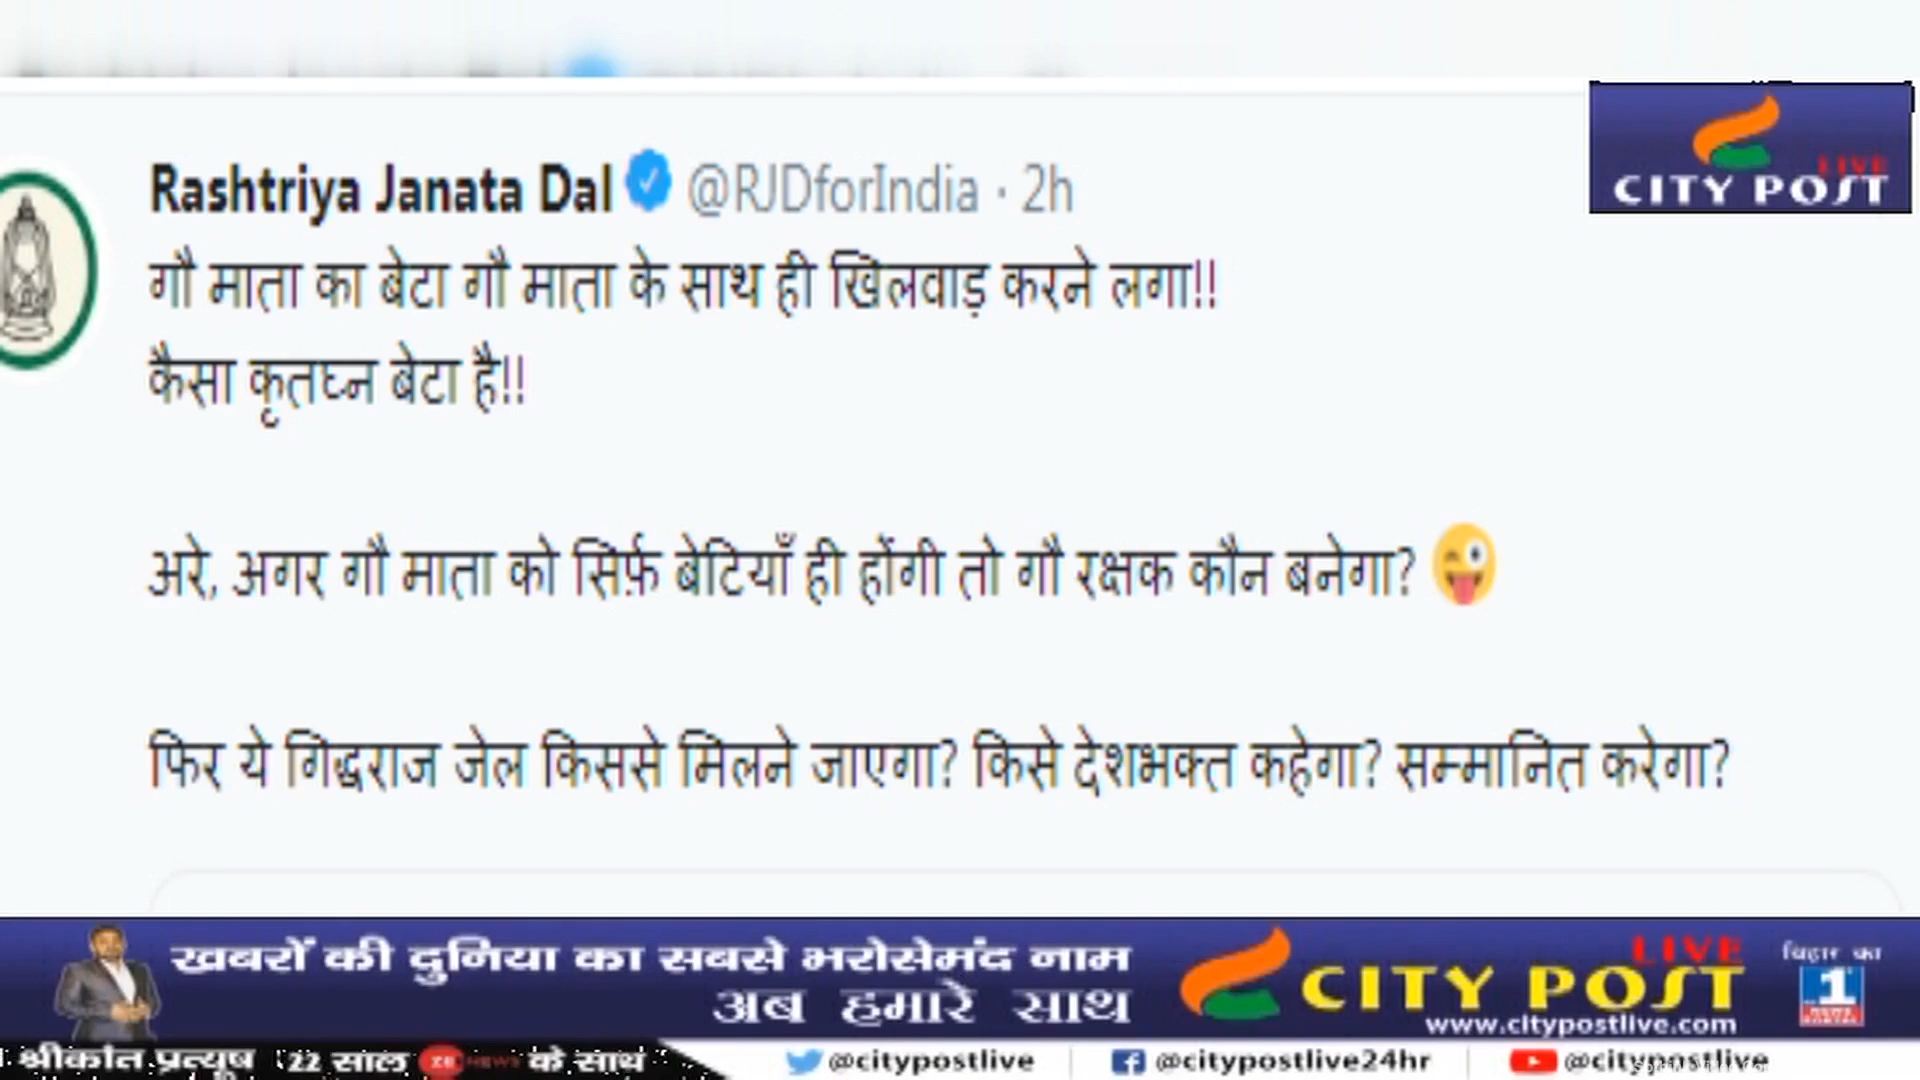 Rashtriya Janata Dal @RJDforIndia · 2h
गौ माता का बेटा गौ माता के साथ ही खिलवाड़ करने लगा!!
कैसा कृतघ्न बेटा है!!
अरे, अगर गौ माता को सिर्फ़ बेटियाँ ही होंगी तो गौ रक्षक कौन बनेगा? 😜
फिर ये गिद्धराज जेल किससे मिलने जाएगा? किसे देशभक्त कहेगा? सम्मानित करेगा?
LIVE
CITY POST
खबरों की दुनिया का सबसे भरोसेमंद नाम
अब हमारे साथ
LIVE
CITY POST
www.citypostlive.com
बिहार का
1
श्रीकांत प्रत्यूष 22 साल NEWS के साथ
@citypostlive
@citypostlive24hr
@citypostlive